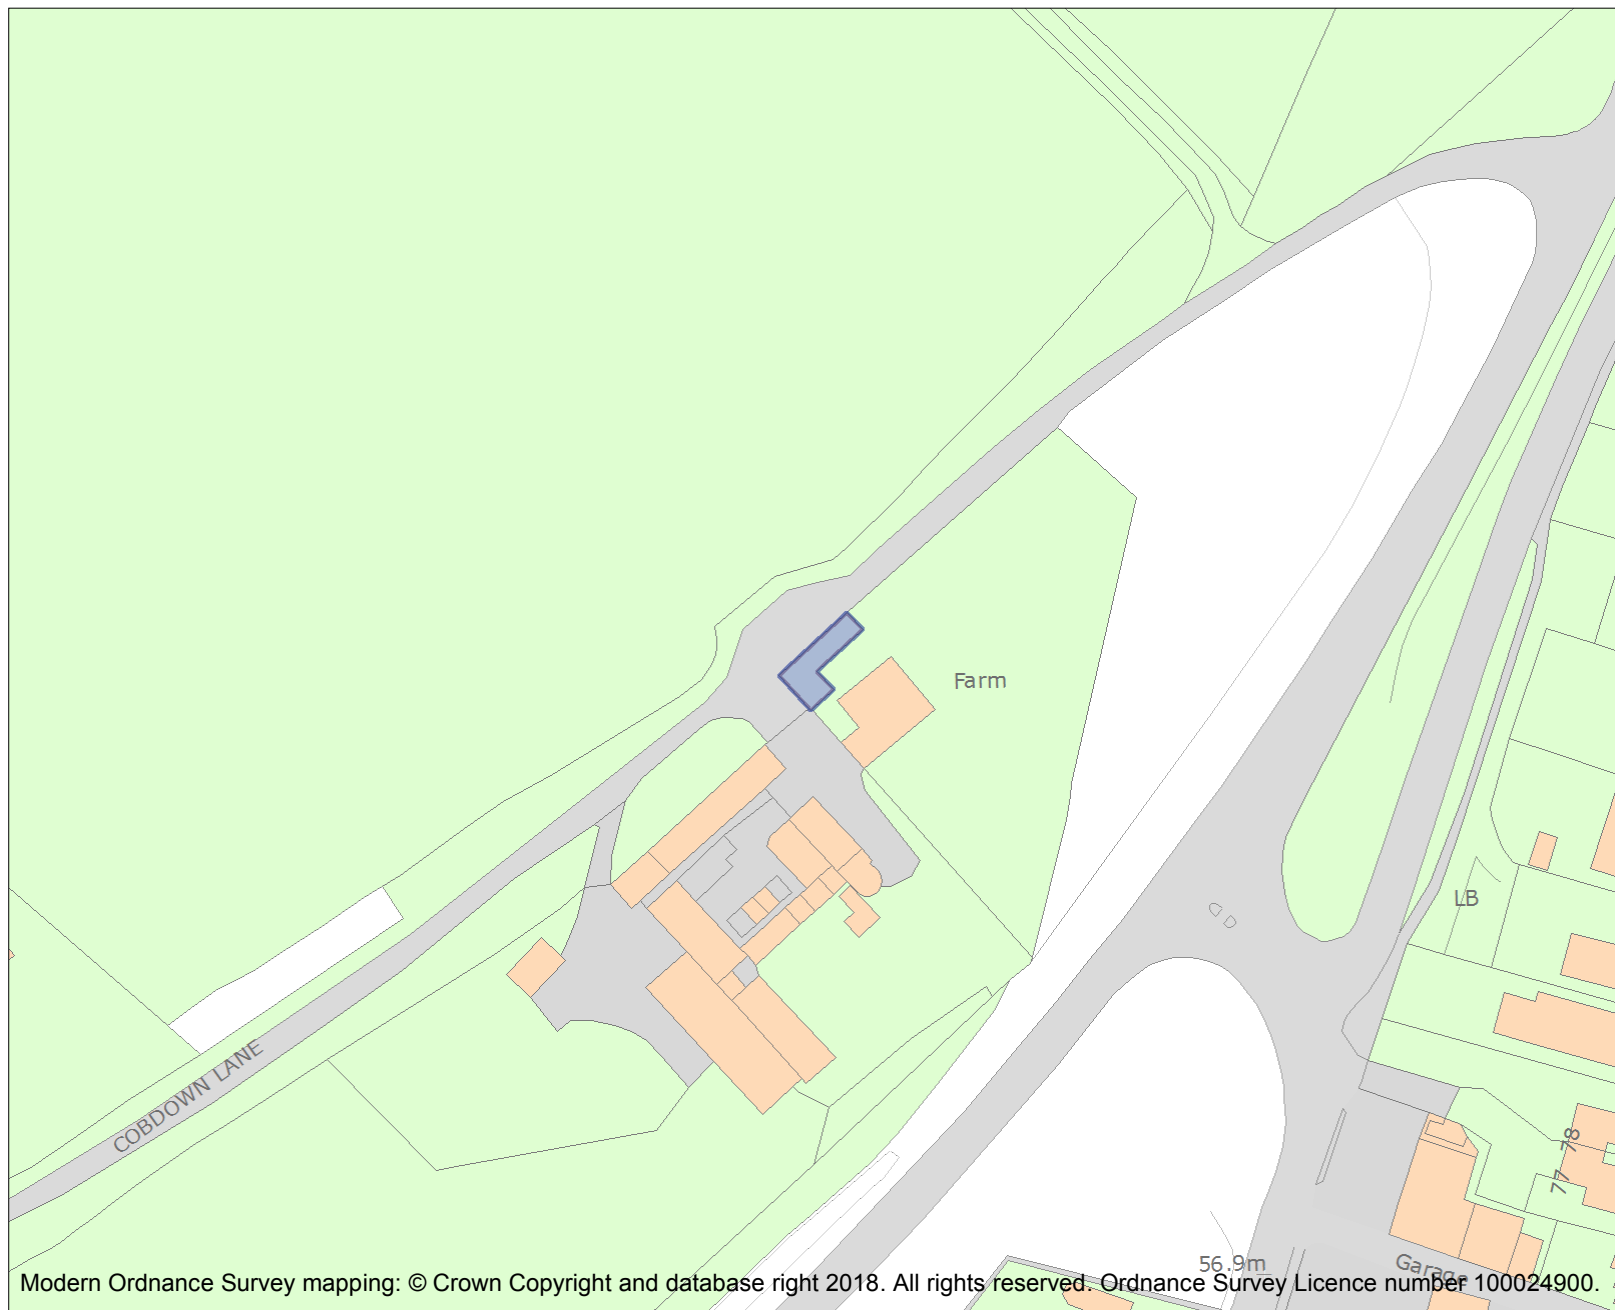 Farm
LB
COBDOWN LANE
78
77
56.9m
Garage
Modern Ordnance Survey mapping: © Crown Copyright and database right 2018. All rights reserved. Ordnance Survey Licence number 100024900.